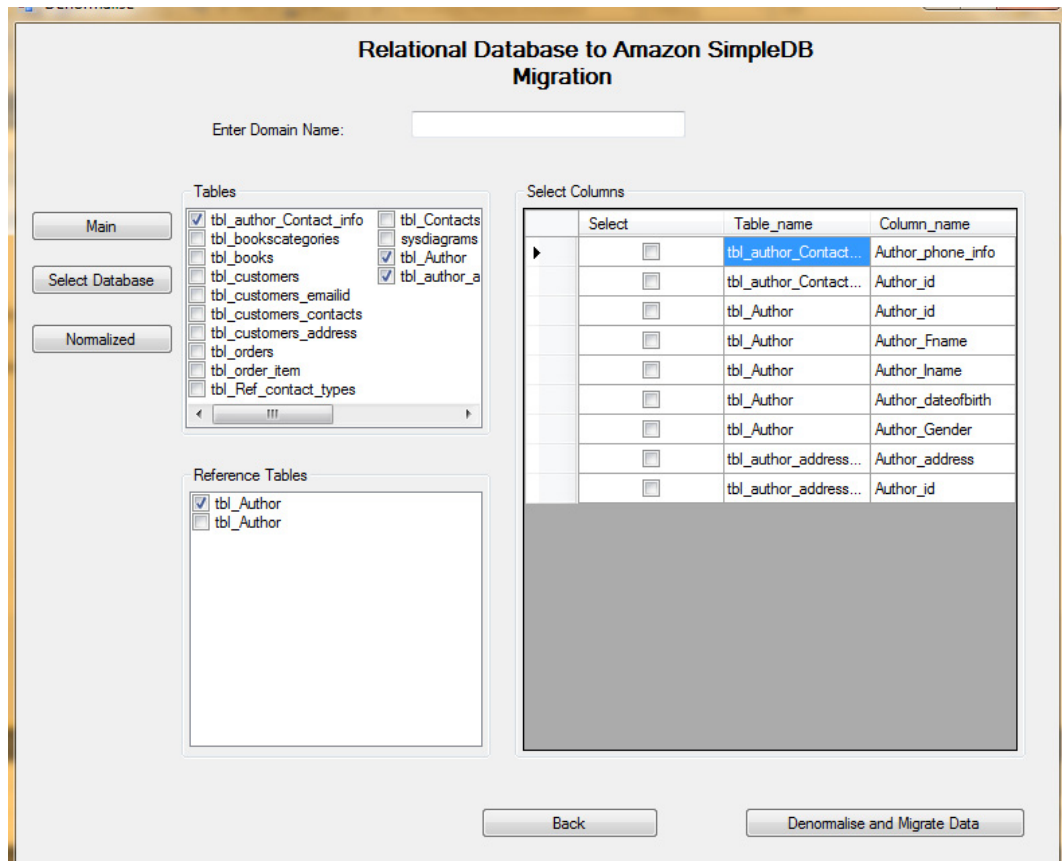 Denormalise
Relational Database to Amazon SimpleDB
Migration
Enter Domain Name:
Main
Select Database
Normalized
Tables
tbl_author_Contact_info
tbl_bookscategories
tbl_books
tbl_customers
tbl_customers_emailid
tbl_customers_contacts
tbl_customers_address
tbl_orders
tbl_order_item
tbl_Ref_contact_types
tbl_Contacts
sysdiagrams
tbl_Author
tbl_author_a
Reference Tables
tbl_Author
tbl_Author
Select Columns
Select Table_name Column_name
tbl_author_Contact... Author_phone_info
tbl_author_Contact... Author_id
tbl_Author Author_id
tbl_Author Author_Fname
tbl_Author Author_lname
tbl_Author Author_dateofbirth
tbl_Author Author_Gender
tbl_author_address... Author_address
tbl_author_address... Author_id
Back
Denormalise and Migrate Data